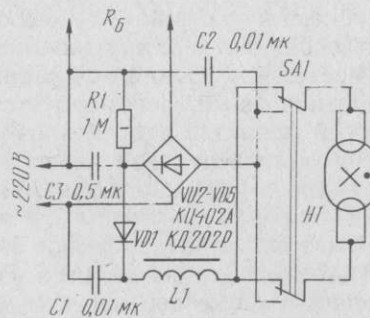 R_Б
C2 0,01 мк
SA1
R1
1 М
~220 В
C3 0,5 мк
VD2-VD5
КЦ402А
VD1 КД202Р
H1
C1 0,01 мк
L1